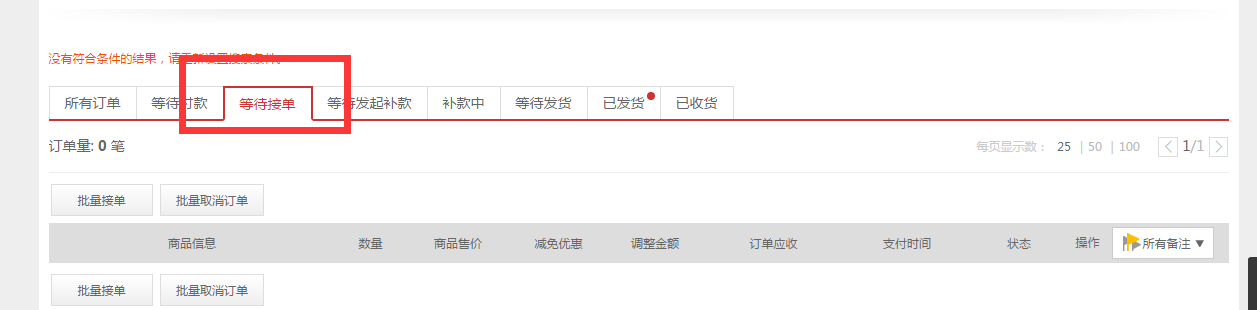 没有符合条件的结果，请重新设置搜索条件。
所有订单 等待付款 等待接单 等待发起补款 补款中 等待发货 已发货 已收货
订单量: 0 笔 每页显示数： 25 | 50 | 100 1/1
批量接单 批量取消订单
商品信息 数量 商品售价 减免优惠 调整金额 订单应收 支付时间 状态 操作 所有备注
批量接单 批量取消订单